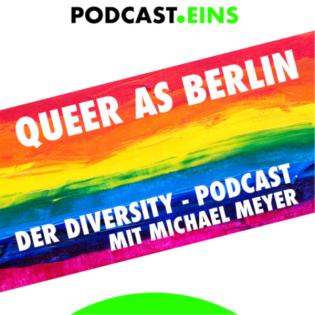 PODCAST.EINS
QUEER AS BERLIN
DER DIVERSITY - PODCAST
MIT MICHAEL MEYER